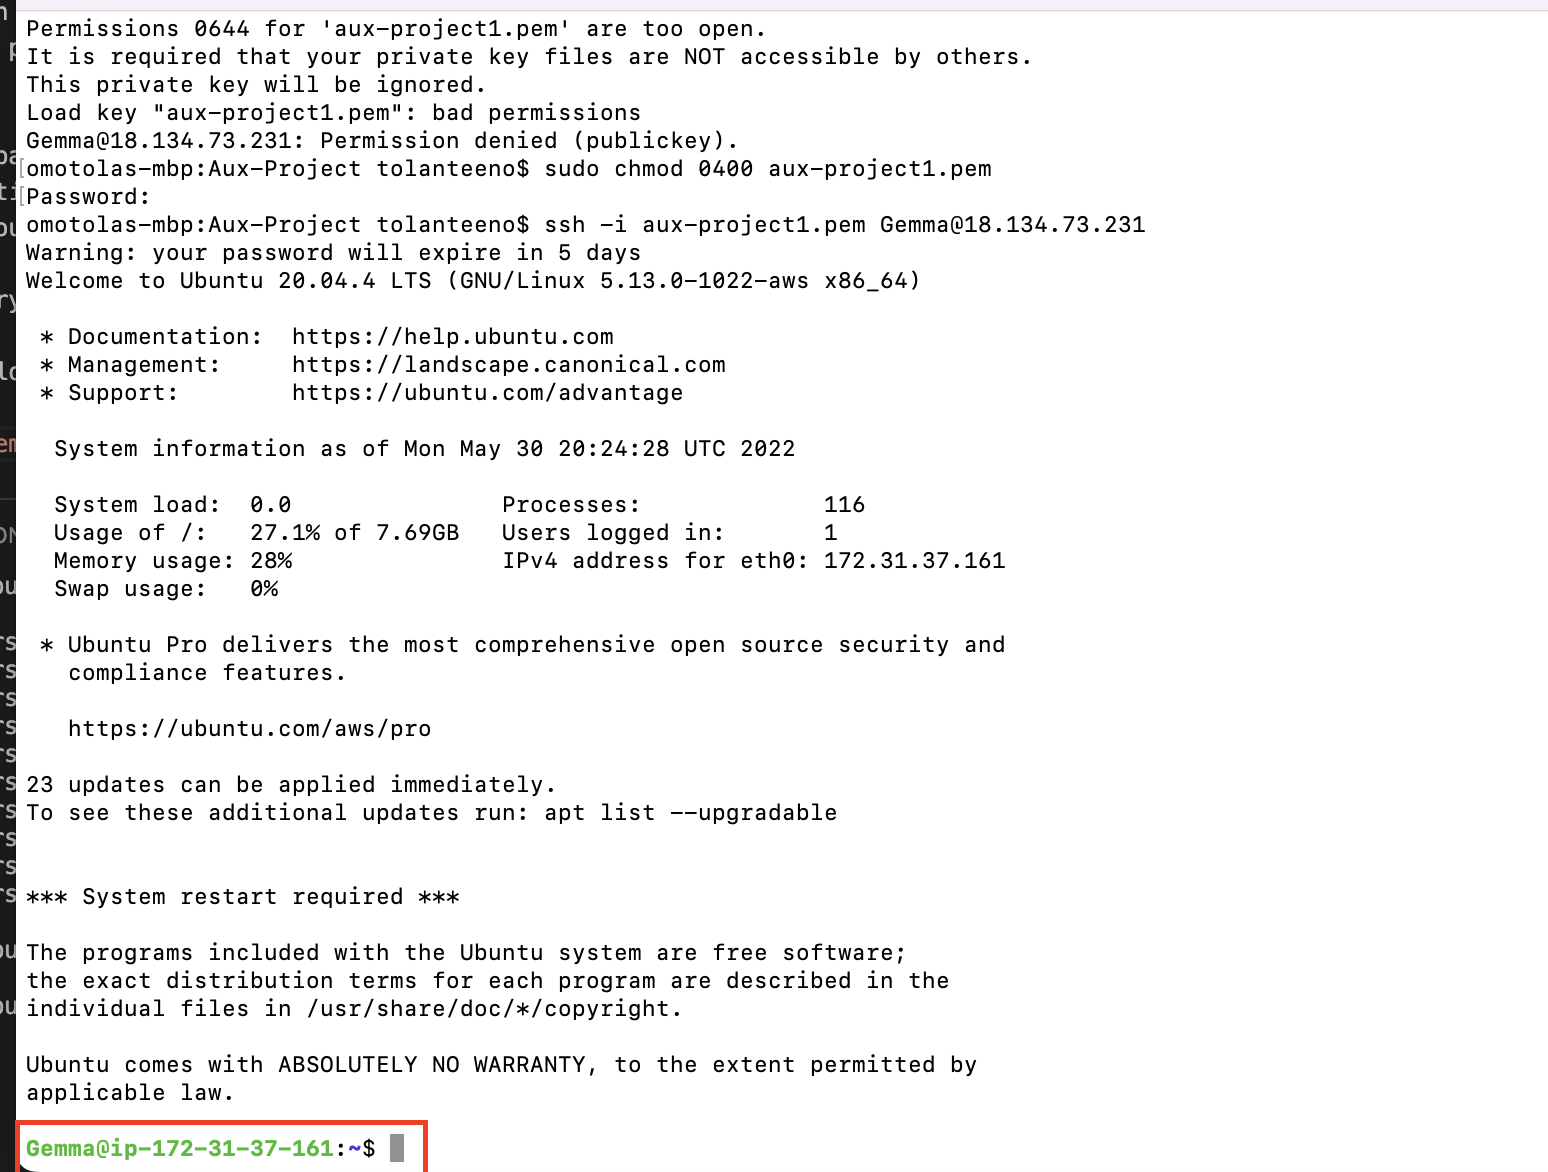 Permissions 0644 for 'aux-project1.pem' are too open.
It is required that your private key files are NOT accessible by others.
This private key will be ignored.
Load key "aux-project1.pem": bad permissions
Gemma@18.134.73.231: Permission denied (publickey).
[omotolas-mbp:Aux-Project tolanteeno$ sudo chmod 0400 aux-project1.pem
[Password:
omotolas-mbp:Aux-Project tolanteeno$ ssh -i aux-project1.pem Gemma@18.134.73.231
Warning: your password will expire in 5 days
Welcome to Ubuntu 20.04.4 LTS (GNU/Linux 5.13.0-1022-aws x86_64)

 * Documentation:  https://help.ubuntu.com
 * Management:     https://landscape.canonical.com
 * Support:        https://ubuntu.com/advantage

  System information as of Mon May 30 20:24:28 UTC 2022

  System load:  0.0               Processes:             116
  Usage of /:   27.1% of 7.69GB   Users logged in:       1
  Memory usage: 28%               IPv4 address for eth0: 172.31.37.161
  Swap usage:   0%

 * Ubuntu Pro delivers the most comprehensive open source security and
   compliance features.

   https://ubuntu.com/aws/pro

23 updates can be applied immediately.
To see these additional updates run: apt list --upgradable

*** System restart required ***

The programs included with the Ubuntu system are free software;
the exact distribution terms for each program are described in the
individual files in /usr/share/doc/*/copyright.

Ubuntu comes with ABSOLUTELY NO WARRANTY, to the extent permitted by
applicable law.

Gemma@ip-172-31-37-161:~$